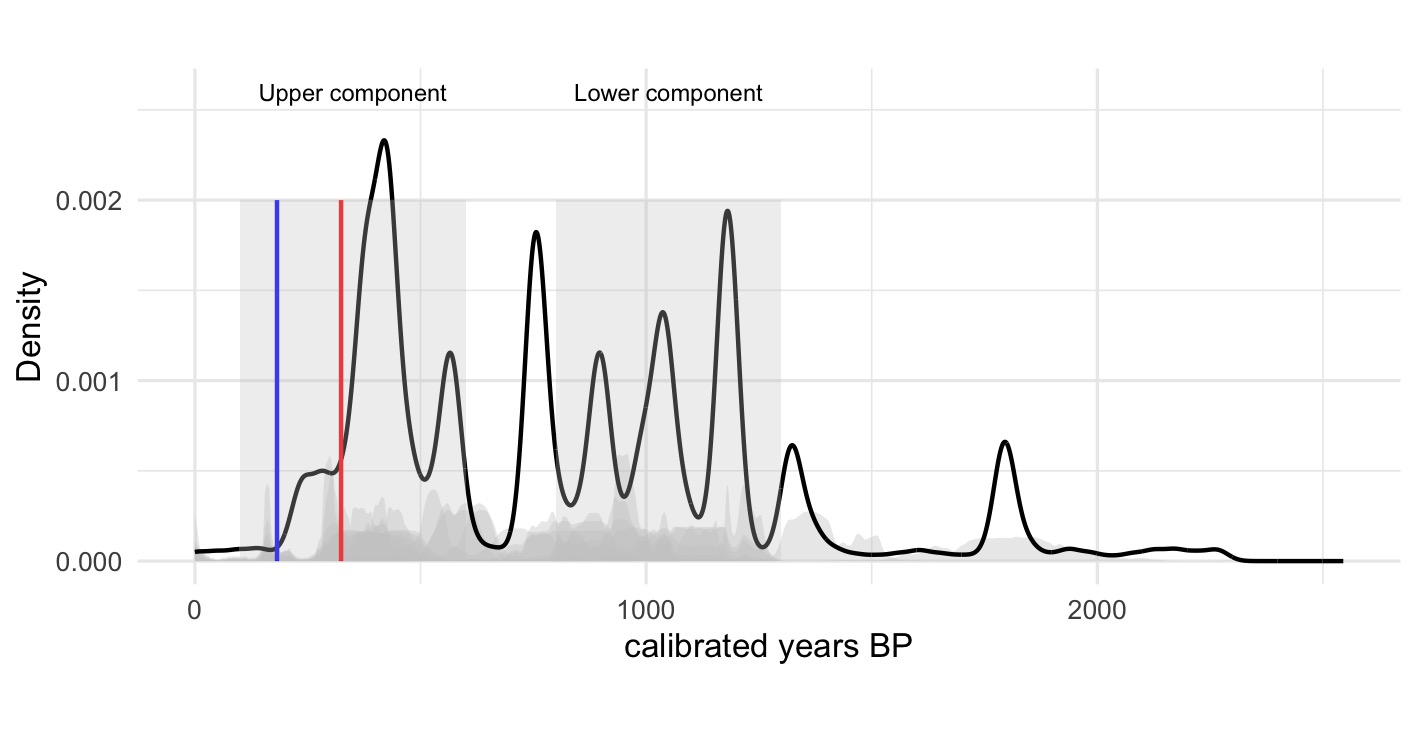 Upper component
Lower component
0.002
0.001
0.000
Density
0
1000
2000
calibrated years BP